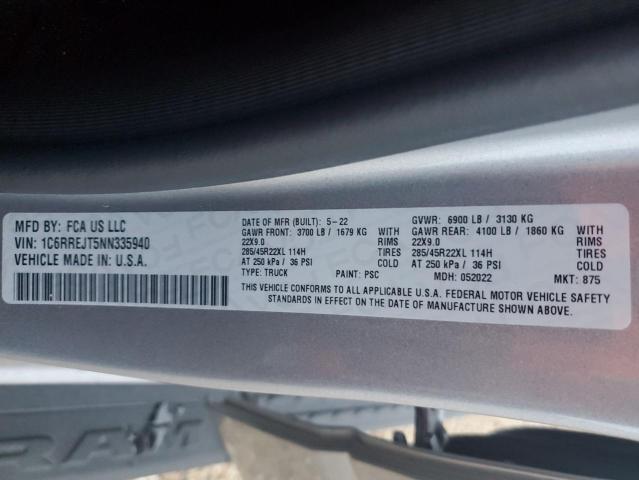 MFD BY: FCA US LLC
VIN: 1C6RREJT5NN335940
VEHICLE MADE IN: U.S.A.
DATE OF MFR (BUILT): 5-22 GVWR: 6900 LB / 3130 KG
GAWR FRONT: 3700 LB / 1679 KG WITH GAWR REAR: 4100 LB / 1860 KG WITH
22X9.0 RIMS 22X9.0 RIMS
285/45R22XL 114H TIRES 285/45R22XL 114H TIRES
AT 250 kPa / 36 PSI COLD AT 250 kPa / 36 PSI COLD
TYPE: TRUCK PAINT: PSC MDH: 052022 MKT: 875
THIS VEHICLE CONFORMS TO ALL APPLICABLE U.S.A. FEDERAL MOTOR VEHICLE SAFETY
STANDARDS IN EFFECT ON THE DATE OF MANUFACTURE SHOWN ABOVE.
RAM